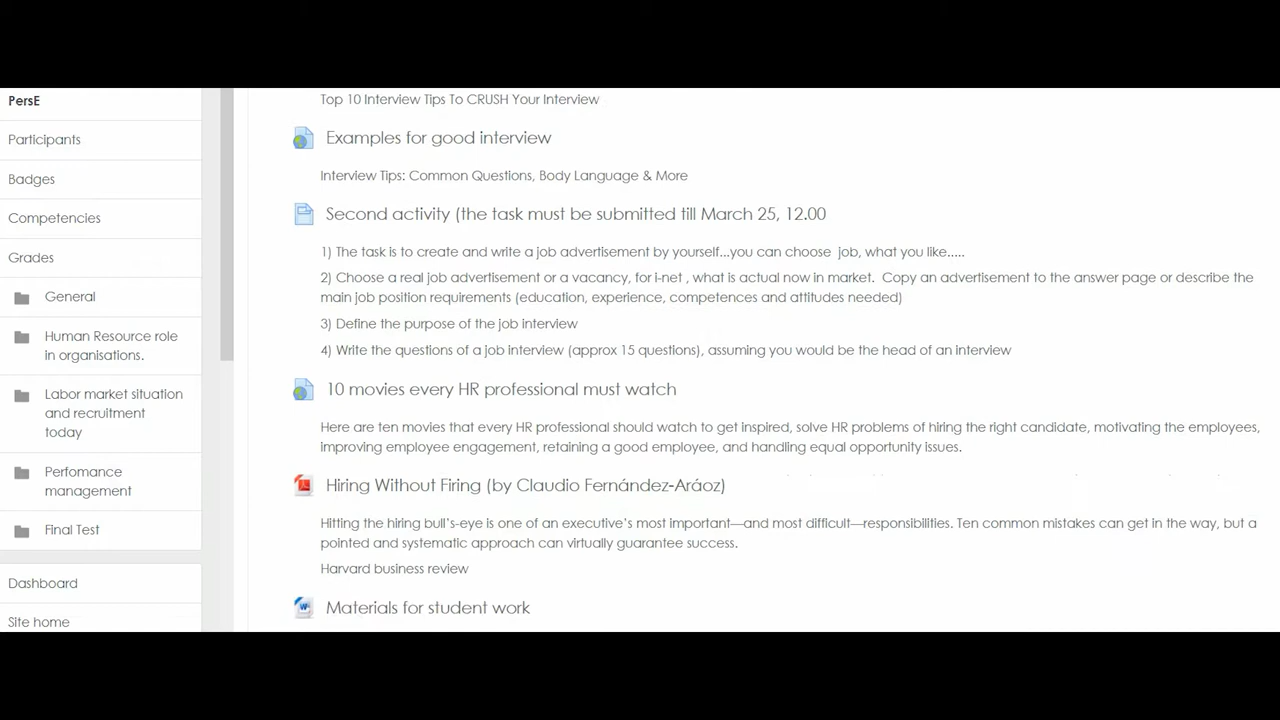 PersE
Participants
Badges
Competencies
Grades
General
Human Resource role
in organisations.
Labor market situation
and recruitment
today
Perfomance
management
Final Test
Dashboard
Site home
Top 10 Interview Tips To CRUSH Your Interview
Examples for good interview
Interview Tips: Common Questions, Body Language & More
Second activity (the task must be submitted till March 25, 12.00
1) The task is to create and write a job advertisement by yourself...you can choose  job, what you like.....
2) Choose a real job advertisement or a vacancy, for i-net , what is actual now in market.  Copy an advertisement to the answer page or describe the
main job position requirements (education, experience, competences and attitudes needed)
3) Define the purpose of the job interview
4) Write the questions of a job interview (approx 15 questions), assuming you would be the head of an interview
10 movies every HR professional must watch
Here are ten movies that every HR professional should watch to get inspired, solve HR problems of hiring the right candidate, motivating the employees,
improving employee engagement, retaining a good employee, and handling equal opportunity issues.
Hiring Without Firing (by Claudio Fernández-Aráoz)
Hitting the hiring bull's-eye is one of an executive's most important—and most difficult—responsibilities. Ten common mistakes can get in the way, but a
pointed and systematic approach can virtually guarantee success.
Harvard business review
Materials for student work